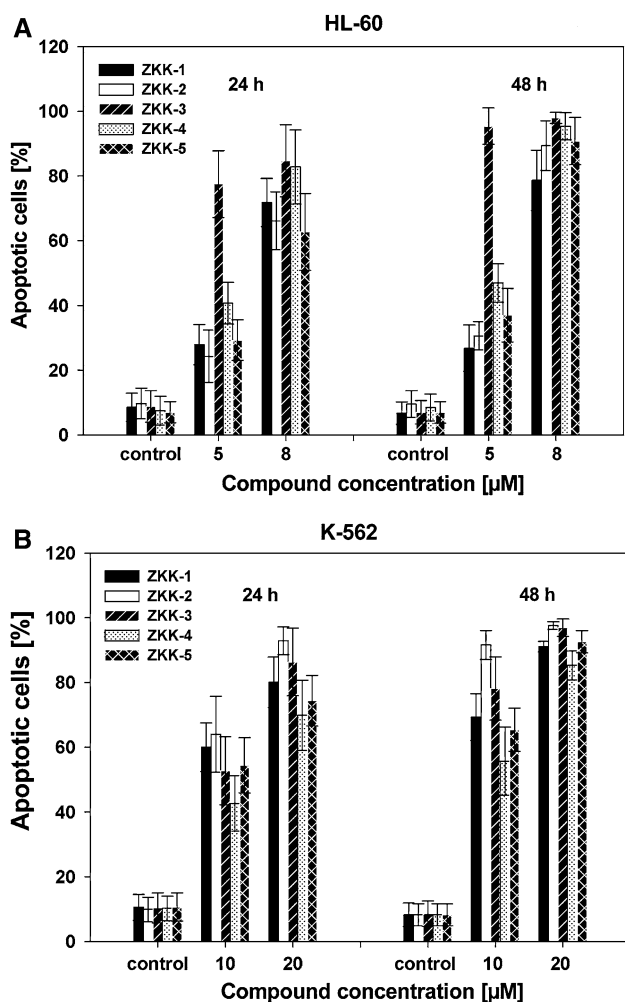 A
HL-60
120
100
80
60
40
20
0
Apoptotic cells [%]
ZKK-1
ZKK-2
ZKK-3
ZKK-4
ZKK-5
24 h
48 h
control 5 8 control 5 8
Compound concentration [µM]
B
K-562
120
100
80
60
40
20
0
Apoptotic cells [%]
ZKK-1
ZKK-2
ZKK-3
ZKK-4
ZKK-5
24 h
48 h
control 10 20 control 10 20
Compound concentration [µM]